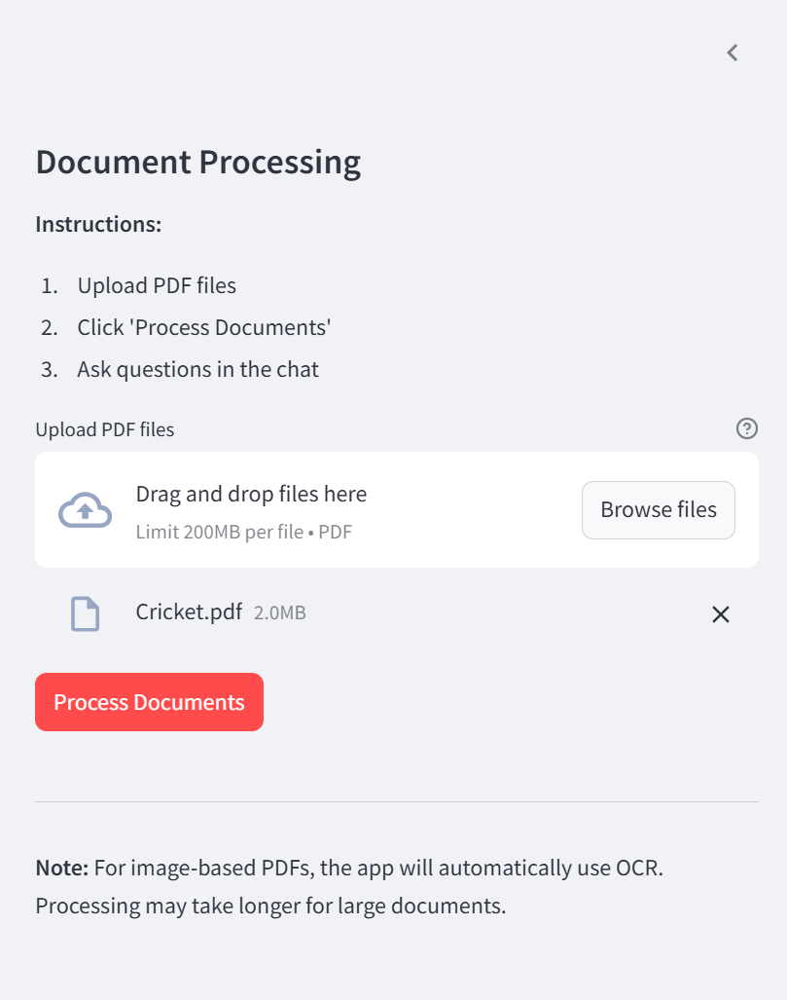 Document Processing
Instructions:
1. Upload PDF files
2. Click 'Process Documents'
3. Ask questions in the chat
Upload PDF files
Drag and drop files here
Limit 200MB per file • PDF
Browse files
Cricket.pdf 2.0MB
Process Documents
Note: For image-based PDFs, the app will automatically use OCR.
Processing may take longer for large documents.